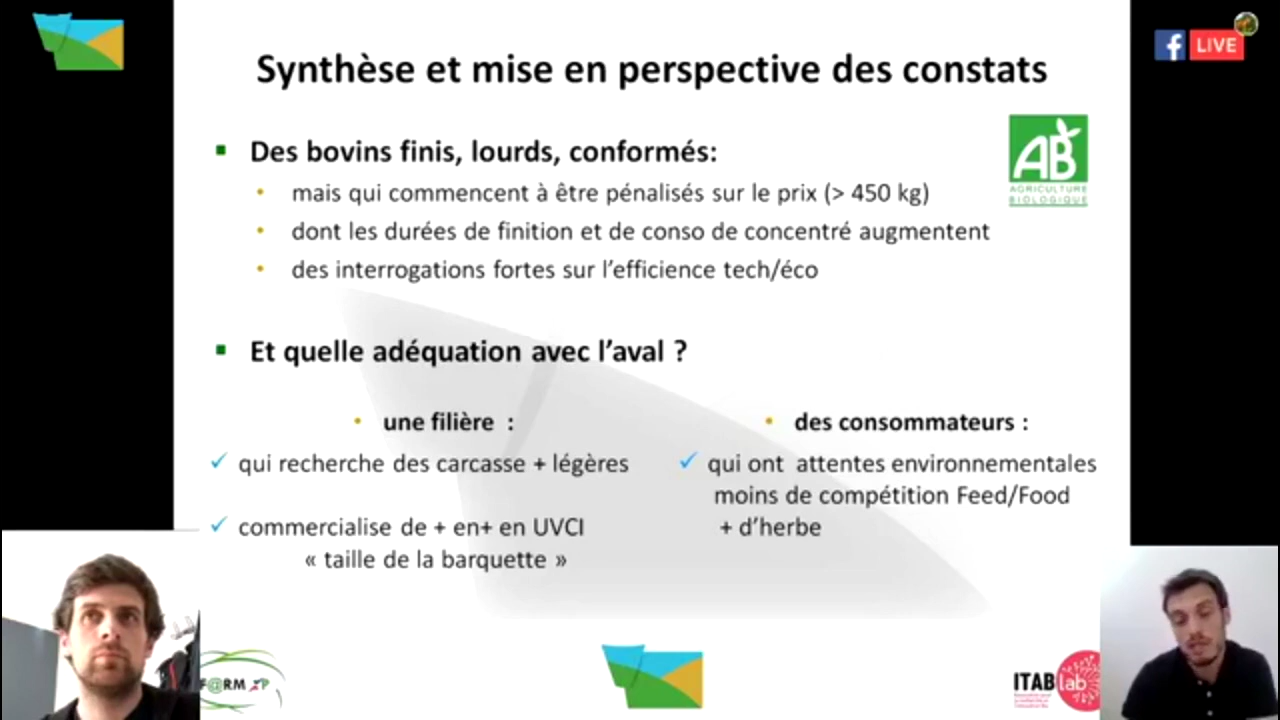 LIVE
Synthèse et mise en perspective des constats
AB
AGRICULTURE
BIOLOGIQUE
Des bovins finis, lourds, conformés:
mais qui commencent à être pénalisés sur le prix (> 450 kg)
dont les durées de finition et de conso de concentré augmentent
des interrogations fortes sur l'efficience tech/éco
Et quelle adéquation avec l'aval ?
une filière :
qui recherche des carcasse + légères
commercialise de + en+ en UVCI
« taille de la barquette »
des consommateurs :
qui ont attentes environnementales
moins de compétition Feed/Food
+ d'herbe
F@RM XP
ITAB lab